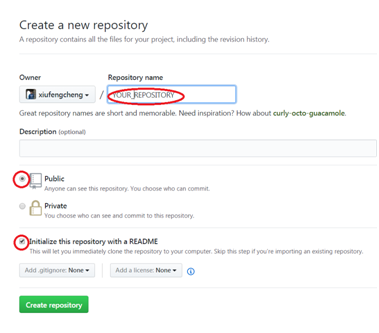 Create a new repository
A repository contains all the files for your project, including the revision history.
Owner Repository name
xiufengcheng / YOUR_REPOSITORY
Great repository names are short and memorable. Need inspiration? How about curly-octo-guacamole.
Description (optional)
Public
Anyone can see this repository. You choose who can commit.
Private
You choose who can see and commit to this repository.
Initialize this repository with a README
This will let you immediately clone the repository to your computer. Skip this step if you're importing an existing repository.
Add .gitignore: None Add a license: None
Create repository